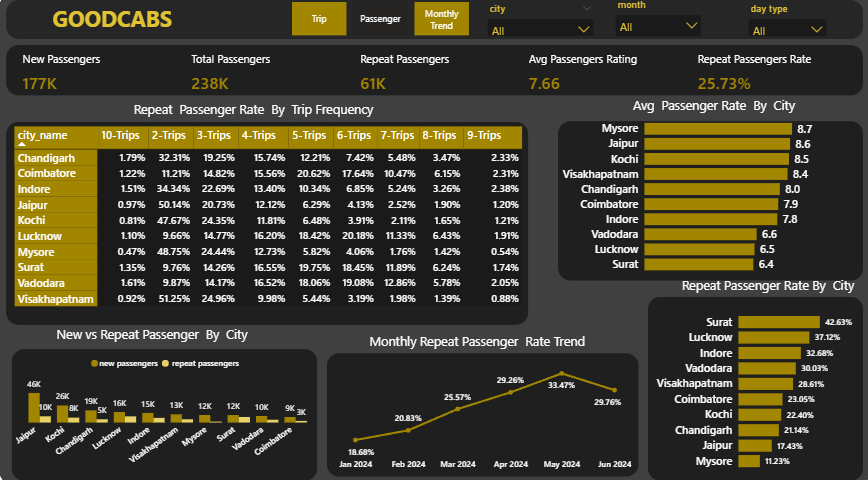 GOODCABS
Trip
Passenger
Monthly
Trend
city
All
month
All
day type
All
New Passengers
177K
Total Passengers
238K
Repeat Passengers
61K
Avg Passengers Rating
7.66
Repeat Passengers Rate
25.73%
Repeat Passenger Rate By Trip Frequency
city_name 10-Trips 2-Trips 3-Trips 4-Trips 5-Trips 6-Trips 7-Trips 8-Trips 9-Trips
Chandigarh 1.79% 32.31% 19.25% 15.74% 12.21% 7.42% 5.48% 3.47% 2.33%
Coimbatore 1.22% 11.21% 14.82% 15.56% 20.62% 17.64% 10.47% 6.15% 2.31%
Indore 1.51% 34.34% 22.69% 13.40% 10.34% 6.85% 5.24% 3.26% 2.38%
Jaipur 0.97% 50.14% 20.73% 12.12% 6.29% 4.13% 2.52% 1.90% 1.20%
Kochi 0.81% 47.67% 24.35% 11.81% 6.48% 3.91% 2.11% 1.65% 1.21%
Lucknow 1.10% 9.66% 14.77% 16.20% 18.42% 20.18% 11.33% 6.43% 1.91%
Mysore 0.47% 48.75% 24.44% 12.73% 5.82% 4.06% 1.76% 1.42% 0.54%
Surat 1.35% 9.76% 14.26% 16.55% 19.75% 18.45% 11.89% 6.24% 1.74%
Vadodara 1.61% 9.87% 14.17% 16.52% 18.06% 19.08% 12.86% 5.78% 2.05%
Visakhapatnam 0.92% 51.25% 24.96% 9.98% 5.44% 3.19% 1.98% 1.39% 0.88%
Avg Passenger Rate By City
Mysore 8.7
Jaipur 8.6
Kochi 8.5
Visakhapatnam 8.4
Chandigarh 8.0
Coimbatore 7.9
Indore 7.8
Vadodara 6.6
Lucknow 6.5
Surat 6.4
New vs Repeat Passenger By City
new passengers repeat passengers
46K 10K 26K 8K 19K 5K 16K 15K 13K 12K 12K 10K 9K 3K
Jaipur Kochi Chandigarh Lucknow Indore Visakhapatnam Mysore Surat Vadodara Coimbatore
Monthly Repeat Passenger Rate Trend
18.68% 20.83% 25.57% 29.26% 33.47% 29.76%
Jan 2024 Feb 2024 Mar 2024 Apr 2024 May 2024 Jun 2024
Repeat Passenger Rate By City
Surat 42.63%
Lucknow 37.12%
Indore 32.68%
Vadodara 30.03%
Visakhapatnam 28.61%
Coimbatore 23.05%
Kochi 22.40%
Chandigarh 21.14%
Jaipur 17.43%
Mysore 11.23%